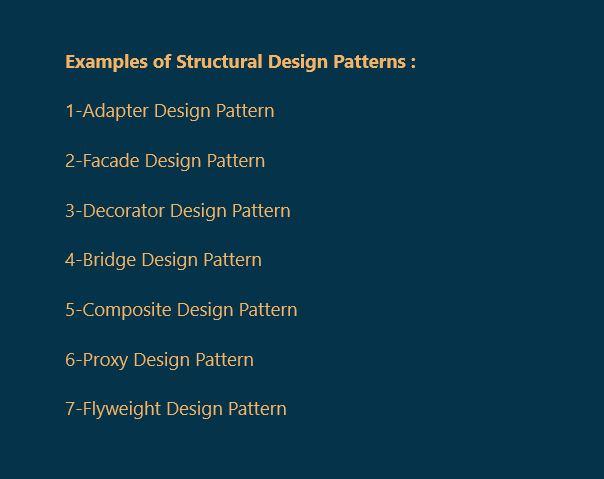 Examples of Structural Design Patterns :
1-Adapter Design Pattern
2-Facade Design Pattern
3-Decorator Design Pattern
4-Bridge Design Pattern
5-Composite Design Pattern
6-Proxy Design Pattern
7-Flyweight Design Pattern